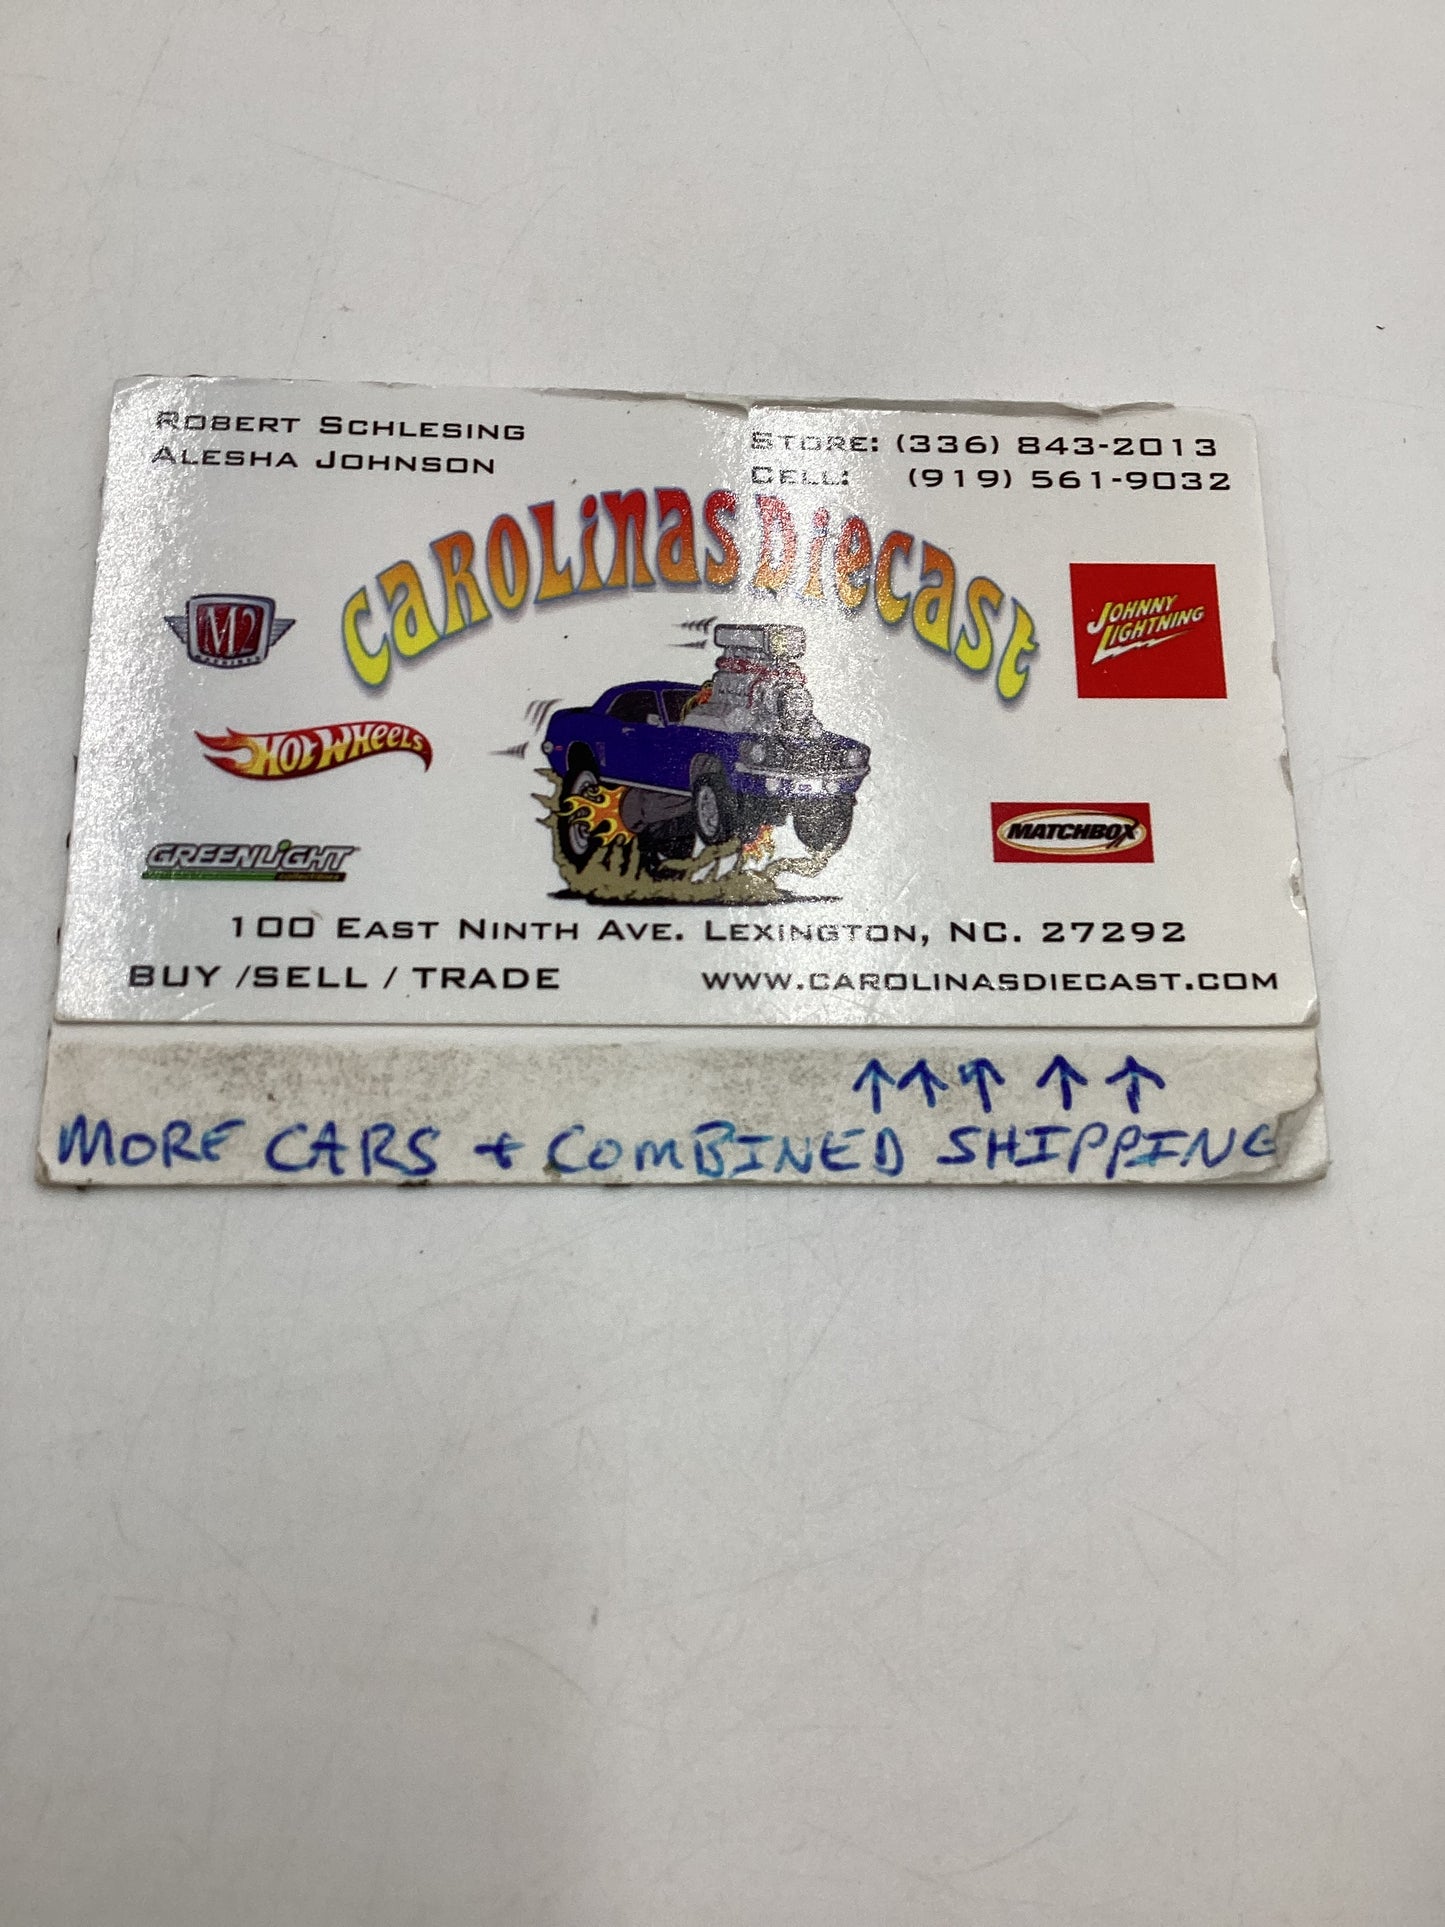 ROBERT SCHLESING
ALESHA JOHNSON
STORE: (336) 843-2013
CELL: (919) 561-9032
CAROLINAS DIECAST
M2
MACHINES
JOHNNY
LIGHTNING
HOT WHEELS
MATCHBOX
GREENLIGHT
collectibles
100 EAST NINTH AVE. LEXINGTON, NC. 27292
BUY /SELL / TRADE
WWW.CAROLINASDIECAST.COM
↑ ↑ ↑ ↑ ↑
MORE CARS + COMBINED SHIPPING